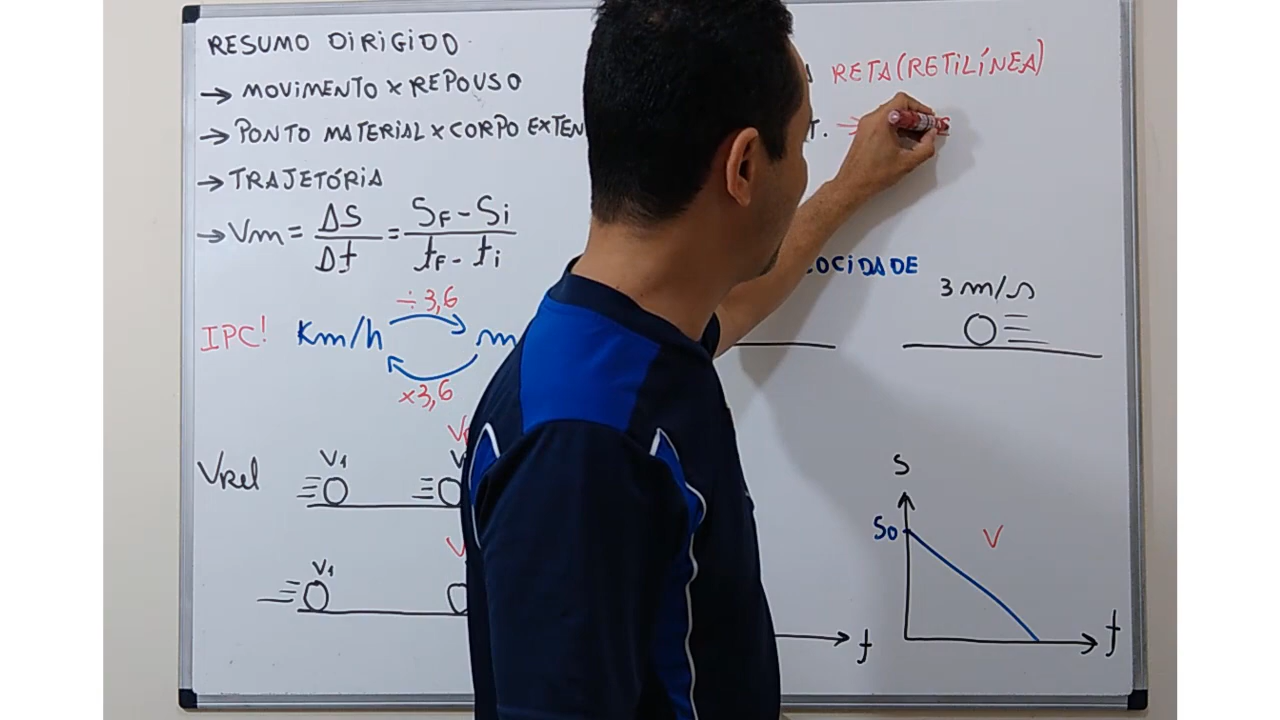 RESUMO DIRIGIDO
→ MOVIMENTO X REPOUSO
→ PONTO MATERIAL X CORPO EXTEN
→ TRAJETÓRIA
→ Vm = ΔS/Δt = SF - Si / tF - ti
÷3,6
IPC! Km/h m
×3,6
VRel V1
V1
RETA (RETILÍNEA)
T. →
OCIDADE
3 m/s
S
S0 V
t t